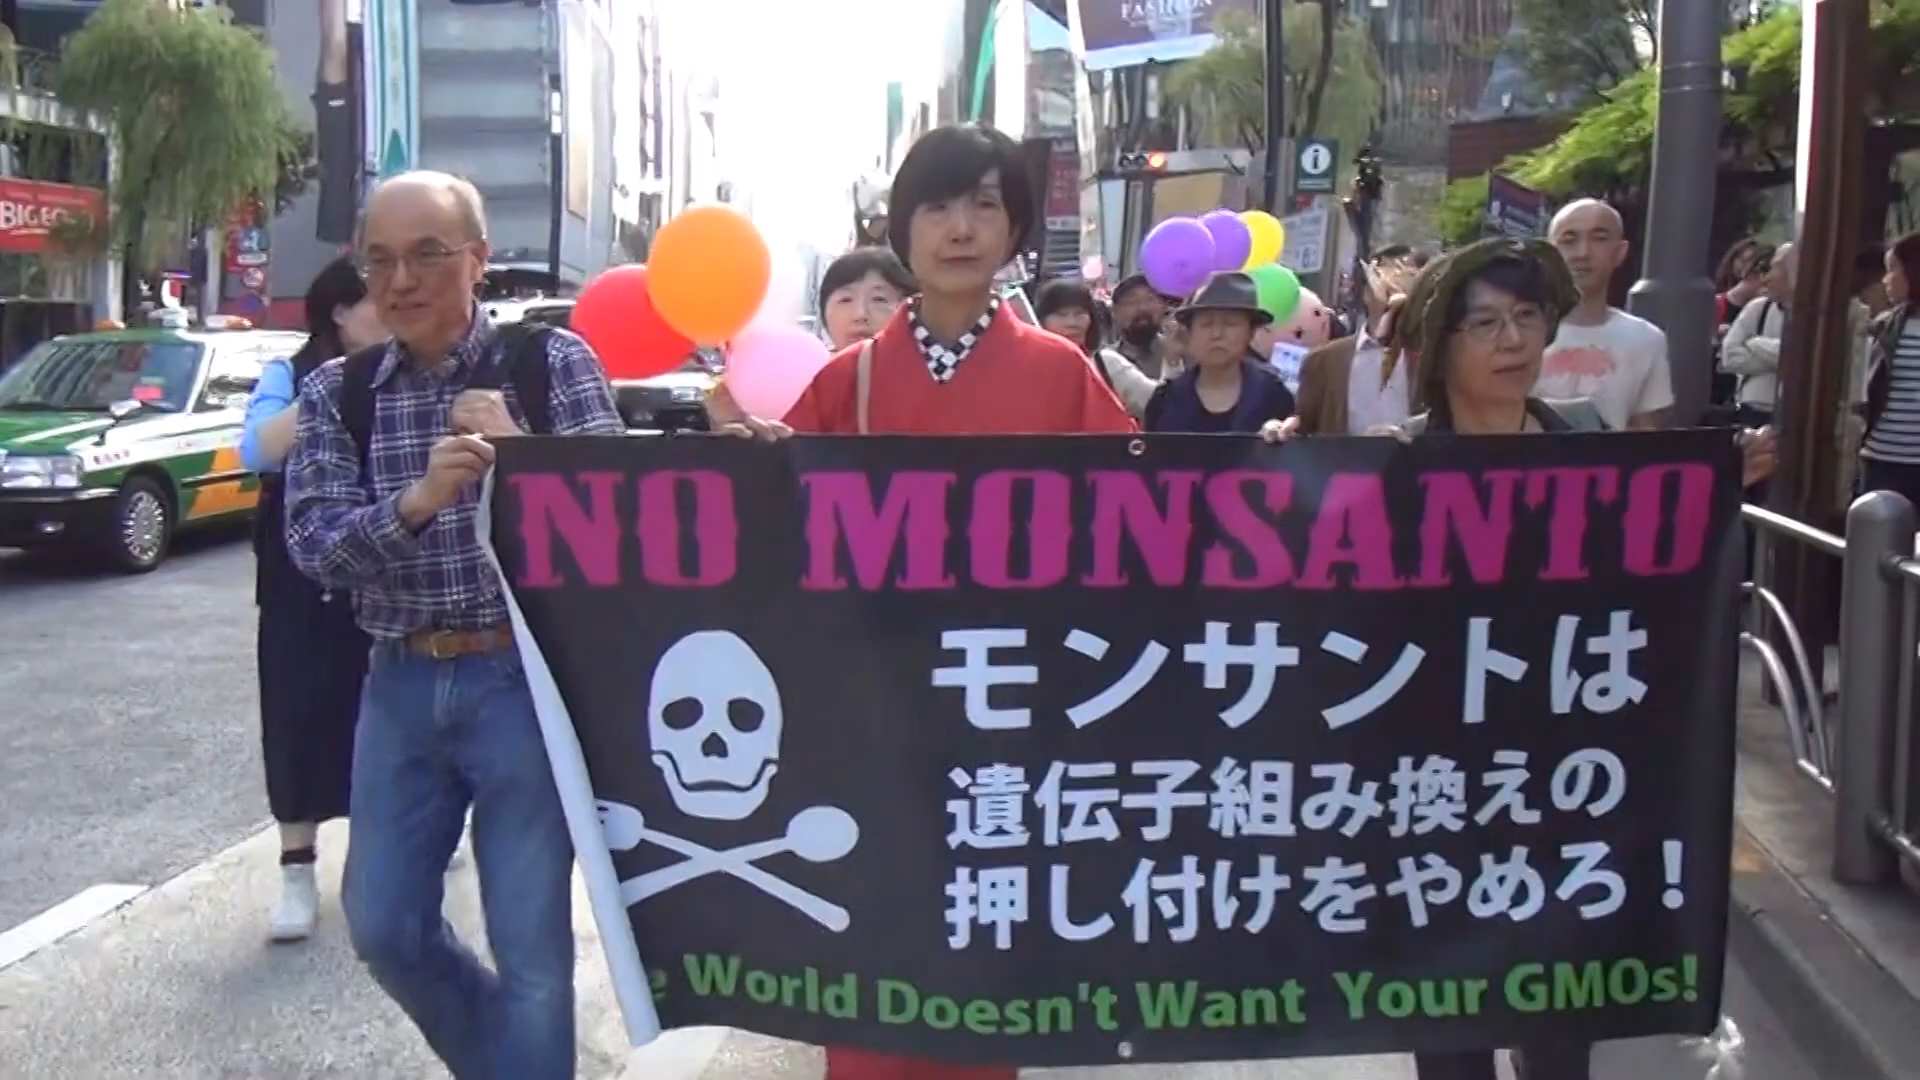 FASHION
NO MONSANTO
モンサントは
遺伝子組み換えの
押し付けをやめろ！
e World Doesn't Want Your GMOs!